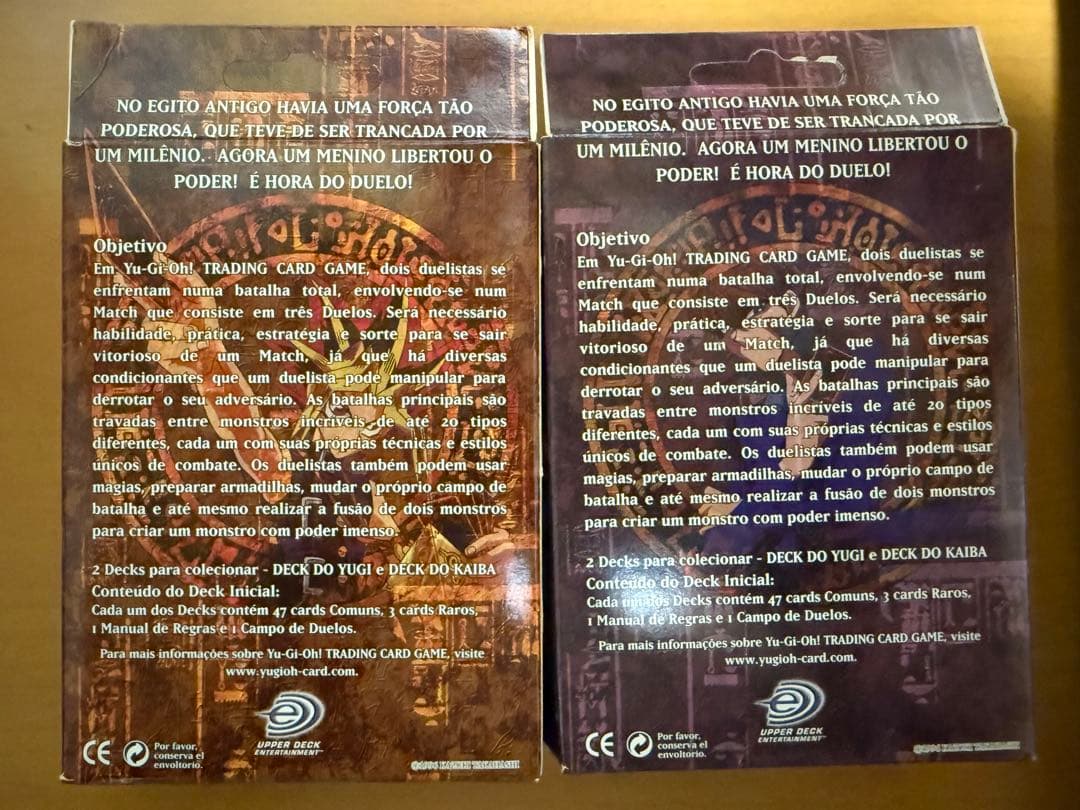 NO EGITO ANTIGO HAVIA UMA FORÇA TÃO
PODEROSA, QUE TEVE DE SER TRANCADA POR
UM MILÊNIO. AGORA UM MENINO LIBERTOU O
PODER! É HORA DO DUELO!
Objetivo
Em Yu-Gi-Oh! TRADING CARD GAME, dois duelistas se
enfrentam numa batalha total, envolvendo-se num
Match que consiste em três Duelos. Será necessário
habilidade, prática, estratégia e sorte para se sair
vitorioso de um Match, já que há diversas
condicionantes que um duelista pode manipular para
derrotar o seu adversário. As batalhas principais são
travadas entre monstros incríveis de até 20 tipos
diferentes, cada um com suas próprias técnicas e estilos
únicos de combate. Os duelistas também podem usar
magias, preparar armadilhas, mudar o próprio campo de
batalha e até mesmo realizar a fusão de dois monstros
para criar um monstro com poder imenso.
2 Decks para colecionar - DECK DO YUGI e DECK DO KAIBA
Conteúdo do Deck Inicial:
Cada um dos Decks contém 47 cards Comuns, 3 cards Raros,
1 Manual de Regras e 1 Campo de Duelos.
Para mais informações sobre Yu-Gi-Oh! TRADING CARD GAME, visite
www.yugioh-card.com.
UPPER DECK
ENTERTAINMENT™
CE
Por favor,
conserva el
envoltorio.
©1996 KAZUKI TAKAHASHI
NO EGITO ANTIGO HAVIA UMA FORÇA TÃO
PODEROSA, QUE TEVE DE SER TRANCADA POR
UM MILÊNIO. AGORA UM MENINO LIBERTOU O
PODER! É HORA DO DUELO!
Objetivo
Em Yu-Gi-Oh! TRADING CARD GAME, dois duelistas se
enfrentam numa batalha total, envolvendo-se num
Match que consiste em três Duelos. Será necessário
habilidade, prática, estratégia e sorte para se sair
vitorioso de um Match, já que há diversas
condicionantes que um duelista pode manipular para
derrotar o seu adversário. As batalhas principais são
travadas entre monstros incríveis de até 20 tipos
diferentes, cada um com suas próprias técnicas e estilos
únicos de combate. Os duelistas também podem usar
magias, preparar armadilhas, mudar o próprio campo de
batalha e até mesmo realizar a fusão de dois monstros
para criar um monstro com poder imenso.
2 Decks para colecionar - DECK DO YUGI e DECK DO KAIBA
Conteúdo do Deck Inicial:
Cada um dos Decks contém 47 cards Comuns, 3 cards Raros,
1 Manual de Regras e 1 Campo de Duelos.
Para mais informações sobre Yu-Gi-Oh! TRADING CARD GAME, visite
www.yugioh-card.com.
UPPER DECK
ENTERTAINMENT™
CE
Por favor,
conserva el
envoltorio.
©1996 KAZUKI TAKAHASHI